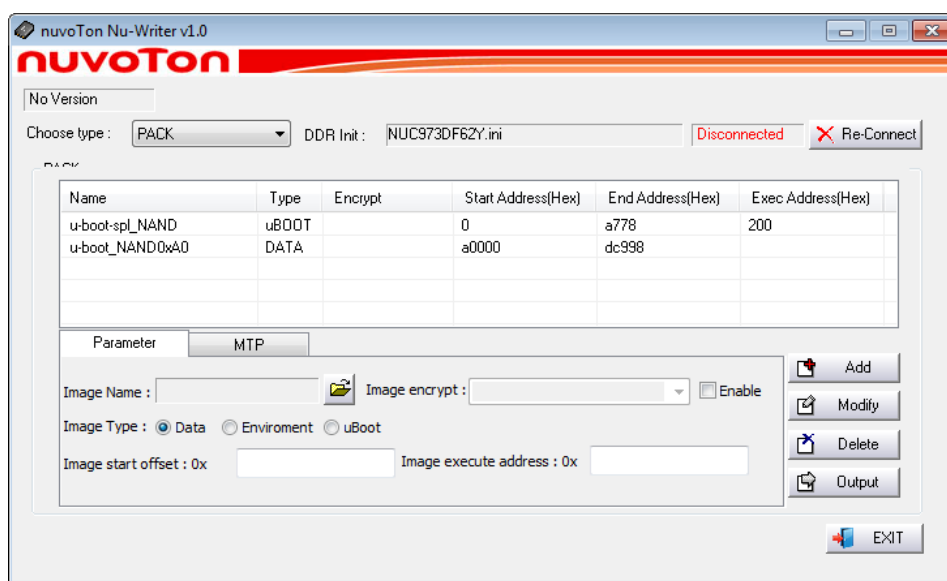 nuvoTon Nu-Writer v1.0
nuvoTon
No Version
Choose type : PACK DDR Init : NUC973DF62Y.ini Disconnected Re-Connect
PACK
Name Type Encrypt Start Address(Hex) End Address(Hex) Exec Address(Hex)
u-boot-spl_NAND uBOOT 0 a778 200
u-boot_NAND0xA0 DATA a0000 dc998
Parameter MTP
Image Name : Image encrypt : Enable
Image Type : Data Enviroment uBoot
Image start offset : 0x Image execute address : 0x
Add
Modify
Delete
Output
EXIT